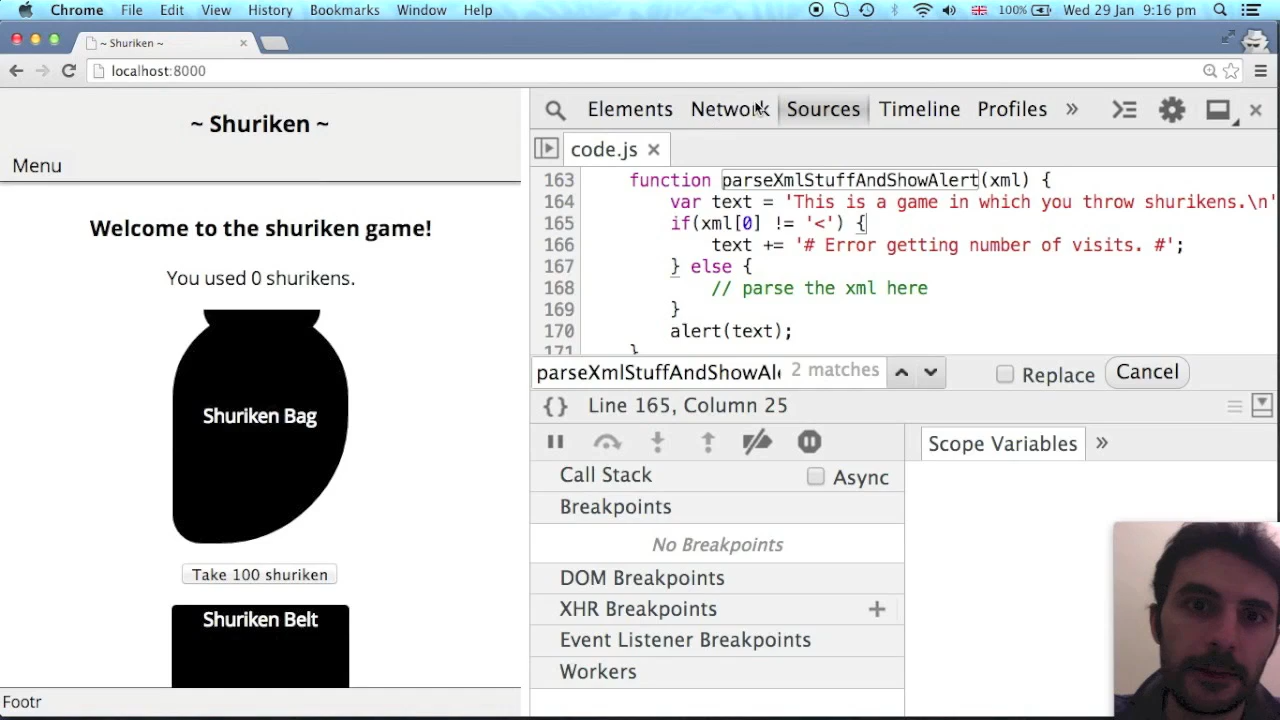 Chrome File Edit View History Bookmarks Window Help 100% Wed 29 Jan 9:16 pm
~ Shuriken ~
localhost:8000
~ Shuriken ~
Menu
Welcome to the shuriken game!
You used 0 shurikens.
Shuriken Bag
Take 100 shuriken
Shuriken Belt
Footr
Elements Network Sources Timeline Profiles »
code.js
163 function parseXmlStuffAndShowAlert(xml) {
164 var text = 'This is a game in which you throw shurikens.\n'
165 if(xml[0] != '<') {
166 text += '# Error getting number of visits. #';
167 } else {
168 // parse the xml here
169 }
170 alert(text);
171 }
parseXmlStuffAndShowAle 2 matches Replace Cancel
{} Line 165, Column 25
Call Stack Async
Scope Variables »
Breakpoints
No Breakpoints
DOM Breakpoints
XHR Breakpoints +
Event Listener Breakpoints
Workers